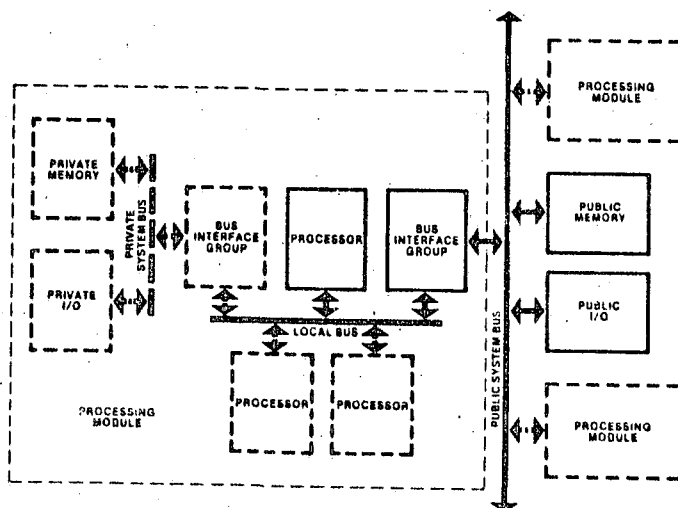 PROCESSING
MODULE
PRIVATE
MEMORY
PRIVATE
SYSTEM BUS
BUS
INTERFACE
GROUP
PROCESSOR
BUS
INTERFACE
GROUP
PUBLIC
MEMORY
PRIVATE
I/O
PUBLIC
I/O
LOCAL BUS
PUBLIC SYSTEM BUS
PROCESSOR
PROCESSOR
PROCESSING
MODULE
PROCESSING
MODULE